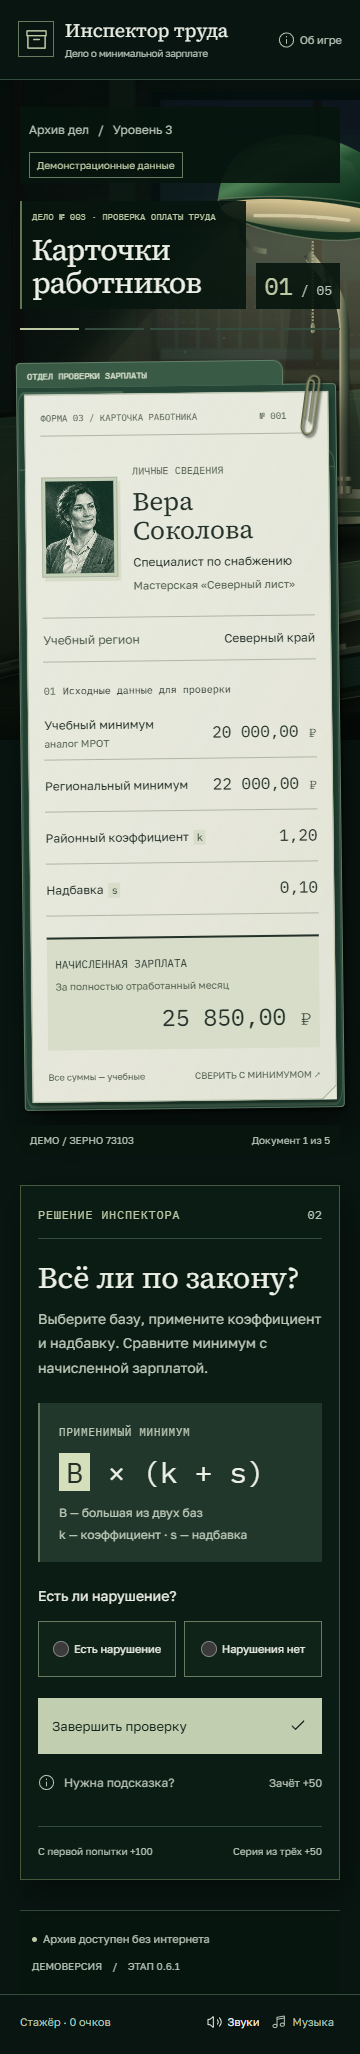 Инспектор труда
Дело о минимальной зарплате
Об игре
Архив дел / Уровень 3
Демонстрационные данные
ДЕЛО № 003 · ПРОВЕРКА ОПЛАТЫ ТРУДА
Карточки
работников
01 / 05
ОТДЕЛ ПРОВЕРКИ ЗАРПЛАТЫ
ФОРМА 03 / КАРТОЧКА РАБОТНИКА
№ 001
ЛИЧНЫЕ СВЕДЕНИЯ
Вера
Соколова
Специалист по снабжению
Мастерская «Северный лист»
Учебный регион
Северный край
01 Исходные данные для проверки
Учебный минимум
аналог МРОТ
20 000,00 ₽
Региональный минимум
22 000,00 ₽
Районный коэффициент k
1,20
Надбавка s
0,10
НАЧИСЛЕННАЯ ЗАРПЛАТА
За полностью отработанный месяц
25 850,00 ₽
Все суммы — учебные
СВЕРИТЬ С МИНИМУМОМ ↗
ДЕМО / ЗЕРНО 73103
Документ 1 из 5
РЕШЕНИЕ ИНСПЕКТОРА
02
Всё ли по закону?
Выберите базу, примените коэффициент
и надбавку. Сравните минимум с
начисленной зарплатой.
ПРИМЕНИМЫЙ МИНИМУМ
B × (k + s)
B — большая из двух баз
k — коэффициент · s — надбавка
Есть ли нарушение?
Есть нарушение
Нарушения нет
Завершить проверку
Нужна подсказка?
Зачёт +50
С первой попытки +100
Серия из трёх +50
Архив доступен без интернета
ДЕМОВЕРСИЯ / ЭТАП 0.6.1
Стажёр · 0 очков
Звуки
Музыка